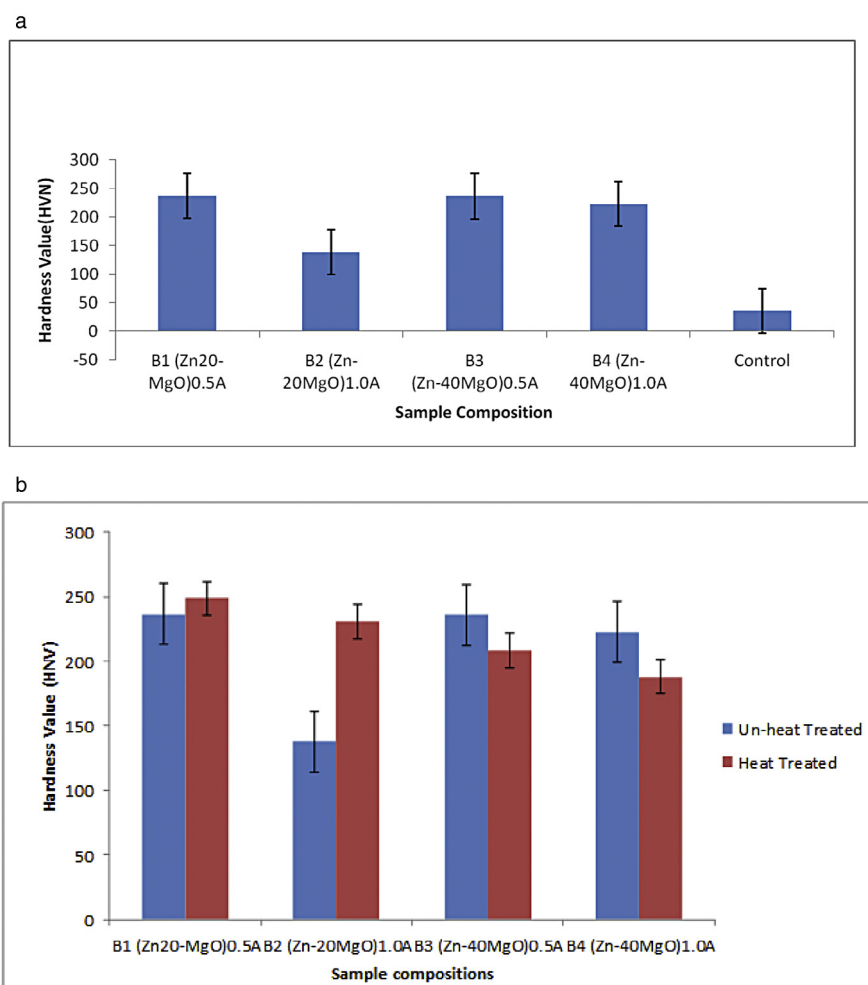 a
300
250
200
150
100
50
0
-50
Hardness Value(HVN)
B1 (Zn20-
MgO)0.5A
B2 (Zn-
20MgO)1.0A
B3
(Zn-40MgO)0.5A
B4 (Zn-
40MgO)1.0A
Control
Sample Composition
b
300
250
200
150
100
50
0
Hardness Value (HNV)
Un-heat Treated
Heat Treated
B1 (Zn20-MgO)0.5A B2 (Zn-20MgO)1.0A B3 (Zn-40MgO)0.5A B4 (Zn-40MgO)1.0A
Sample compositions